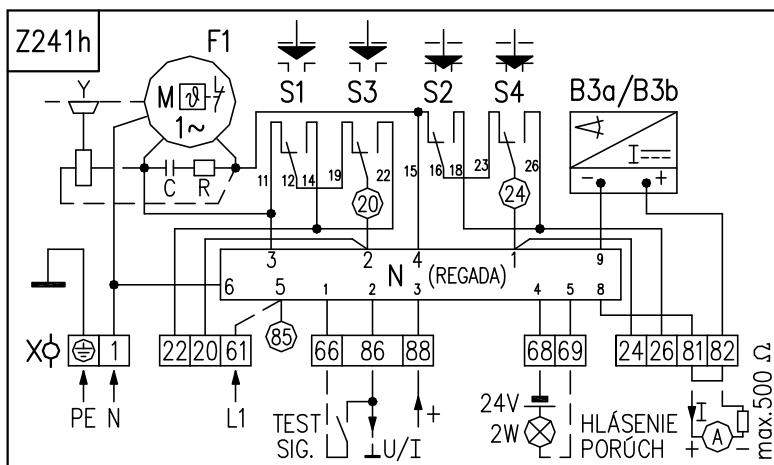 Z241h
F1
Y
M ϑ
1~
C
R
S1
S3
S2
S4
B3a/B3b
I
- +
11
12
14
19
22
15
16
18
23
26
20
24
3
2
4
1
9
N (REGADA)
6
5
1
2
3
4
5
8
85
X
1
22
20
61
66
86
88
68
69
24
26
81
82
PE
N
L1
TEST
SIG.
U/I
+
24V
2W
HLÁSENIE
PORÚCH
I
A
+ -
max.500 Ω